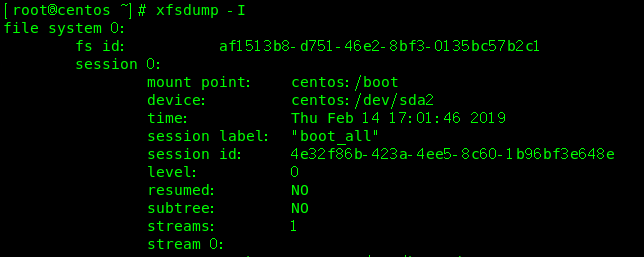 [root@centos ~]# xfsdump -I
file system 0:
fs id: af1513b8-d751-46e2-8bf3-0135bc57b2c1
session 0:
mount point: centos:/boot
device: centos:/dev/sda2
time: Thu Feb 14 17:01:46 2019
session label: "boot_all"
session id: 4e32f86b-423a-4ee5-8c60-1b96bf3e648e
level: 0
resumed: NO
subtree: NO
streams: 1
stream 0: